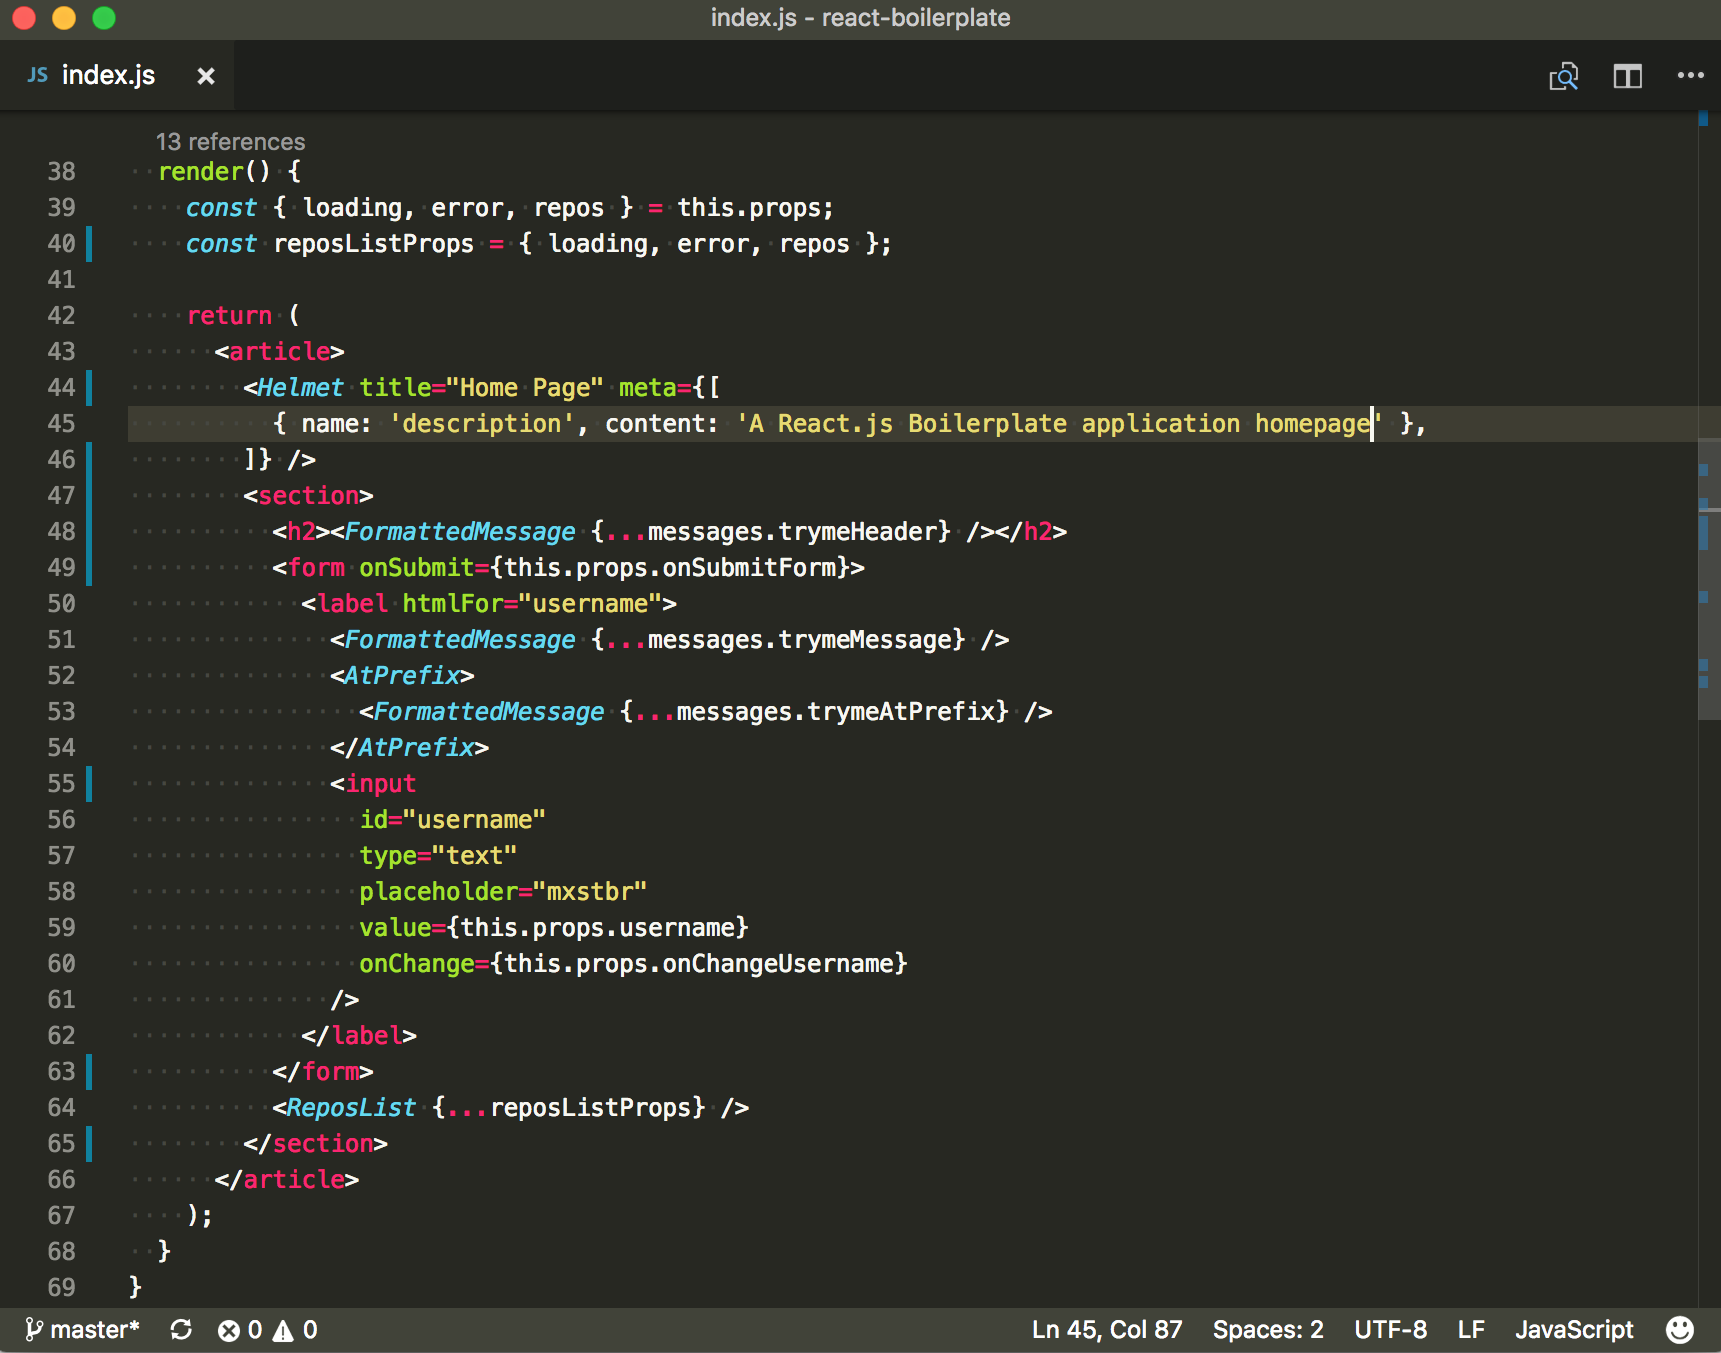 index.js - react-boilerplate
JS index.js
13 references
38   render() {
39     const { loading, error, repos } = this.props;
40     const reposListProps = { loading, error, repos };
41
42     return (
43       <article>
44         <Helmet title="Home Page" meta={[
45           { name: 'description', content: 'A React.js Boilerplate application homepage' },
46         ]} />
47         <section>
48           <h2><FormattedMessage {...messages.trymeHeader} /></h2>
49           <form onSubmit={this.props.onSubmitForm}>
50             <label htmlFor="username">
51               <FormattedMessage {...messages.trymeMessage} />
52               <AtPrefix>
53                 <FormattedMessage {...messages.trymeAtPrefix} />
54               </AtPrefix>
55               <input
56                 id="username"
57                 type="text"
58                 placeholder="mxstbr"
59                 value={this.props.username}
60                 onChange={this.props.onChangeUsername}
61               />
62             </label>
63           </form>
64           <ReposList {...reposListProps} />
65         </section>
66       </article>
67     );
68   }
69 }
master* 0 0 Ln 45, Col 87 Spaces: 2 UTF-8 LF JavaScript